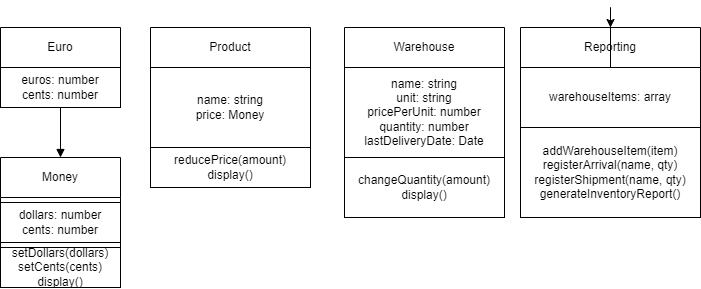 Euro
euros: number
cents: number
Money
dollars: number
cents: number
setDollars(dollars)
setCents(cents)
display()
Product
name: string
price: Money
reducePrice(amount)
display()
Warehouse
name: string
unit: string
pricePerUnit: number
quantity: number
lastDeliveryDate: Date
changeQuantity(amount)
display()
Reporting
warehouseItems: array
addWarehouseItem(item)
registerArrival(name, qty)
registerShipment(name, qty)
generateInventoryReport()